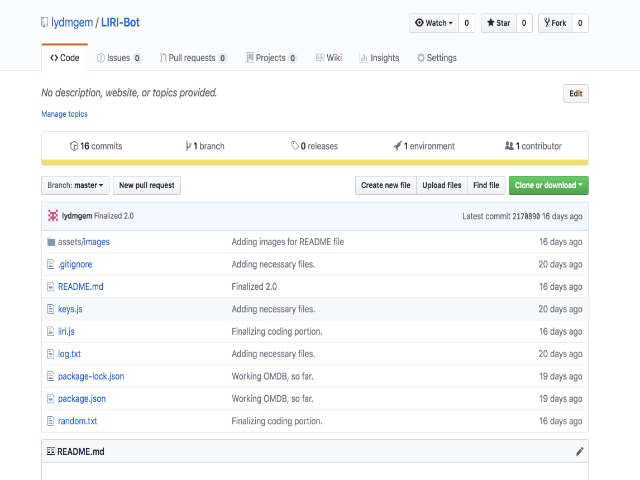 lydmgem / LIRI-Bot Watch 0 Star 0 Fork 0
Code Issues 0 Pull requests 0 Projects 0 Wiki Insights Settings
No description, website, or topics provided. Edit
Manage topics
16 commits 1 branch 0 releases 1 environment 1 contributor
Branch: master New pull request Create new file Upload files Find file Clone or download
lydmgem Finalized 2.0 Latest commit 2170890 16 days ago
assets/images Adding images for README file 16 days ago
.gitignore Adding necessary files. 20 days ago
README.md Finalized 2.0 16 days ago
keys.js Adding necessary files. 20 days ago
liri.js Finalizing coding portion. 16 days ago
log.txt Adding necessary files. 20 days ago
package-lock.json Working OMDB, so far. 19 days ago
package.json Working OMDB, so far. 19 days ago
random.txt Finalizing coding portion. 16 days ago
README.md